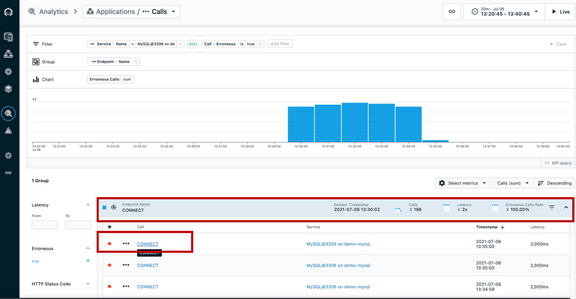 Analytics
Applications / ··· Calls
20m – Jul 06
13:20:45 - 13:40:45
Live
Filter
Service : Name = MySQL@3306 on de
AND
Call : Erroneous is true
Add filter
Clear
Group
Endpoint : Name
Chart
Erroneous Calls sum
API query
1 Group
Select metrics
Calls (sum)
Descending
Latency
From
To
Endpoint Name
CONNECT
Earliest Timestamp
2021-07-06 13:30:02
Calls
198
Latency
2s
Erroneous Calls Rate
100.00%
Call
Service
Timestamp
Latency
CONNECT
MySQL@3306 on demo-mysql
2021-07-06
13:35:00
2,000ms
Erroneous
true
CONNECT
MySQL@3306 on demo-mysql
2021-07-06
13:35:00
2,000ms
HTTP Status Code
CONNECT
MySQL@3306 on demo-mysql
2021-07-06
13:34:58
2,000ms